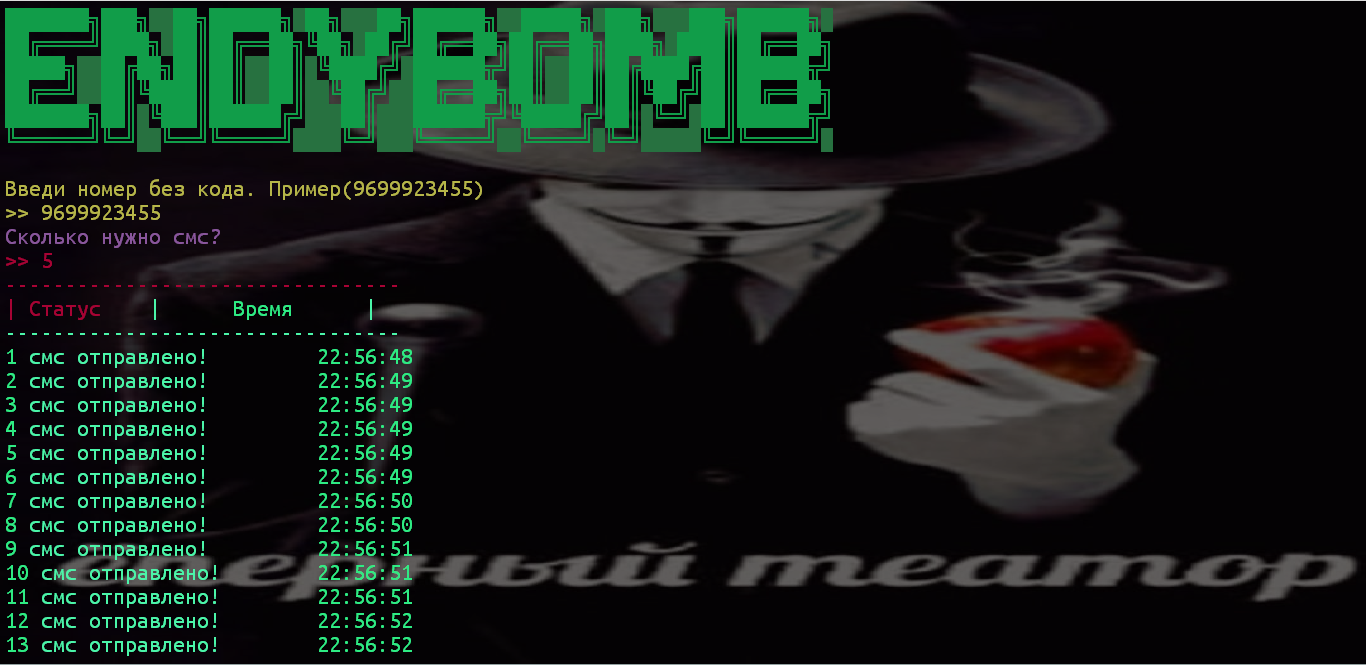 ENDYBOMB
Введи номер без кода. Пример(9699923455)
>> 9699923455
Сколько нужно смс?
>> 5
---------------------------------
| Статус | Время |
---------------------------------
1 смс отправлено! 22:56:48
2 смс отправлено! 22:56:49
3 смс отправлено! 22:56:49
4 смс отправлено! 22:56:49
5 смс отправлено! 22:56:49
6 смс отправлено! 22:56:49
7 смс отправлено! 22:56:50
8 смс отправлено! 22:56:50
9 смс отправлено! 22:56:51
10 смс отправлено! 22:56:51
11 смс отправлено! 22:56:51
12 смс отправлено! 22:56:52
13 смс отправлено! 22:56:52
театор